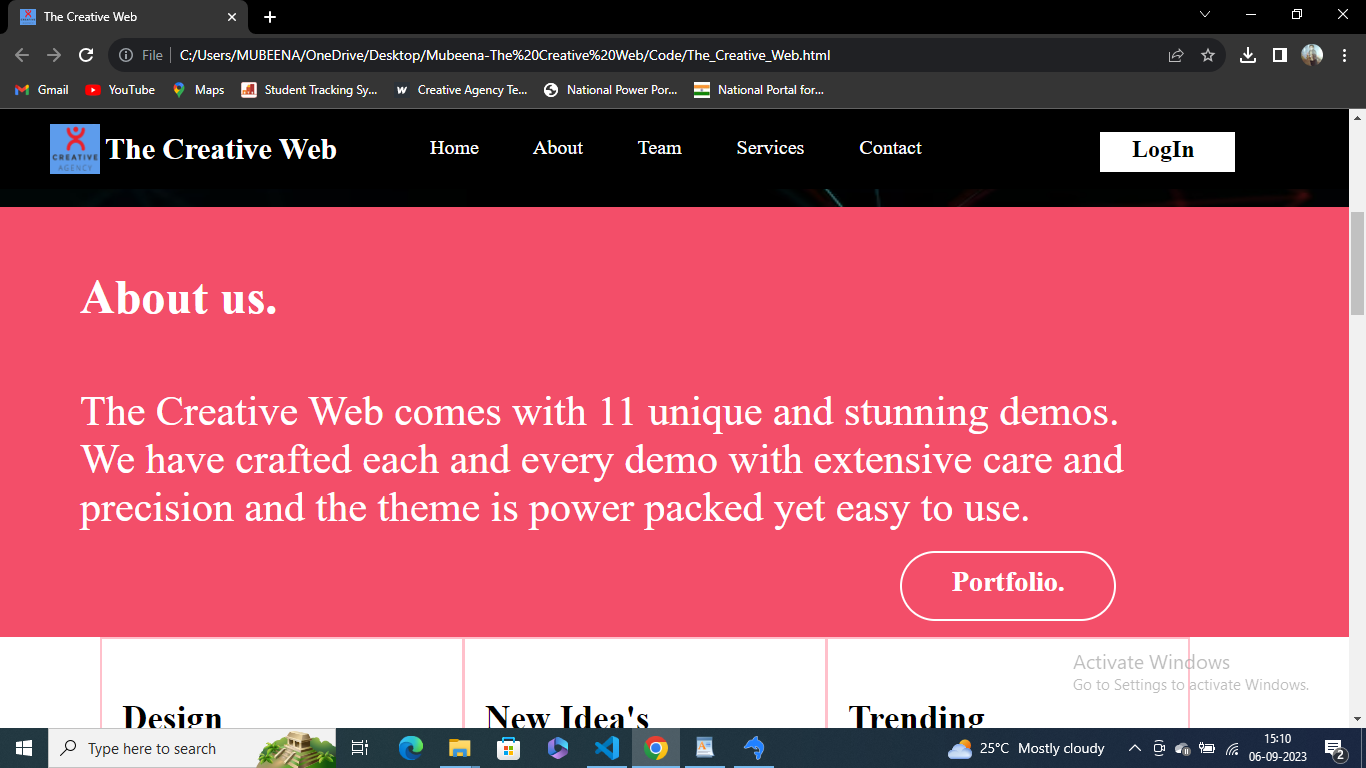 The Creative Web
File
C:/Users/MUBEENA/OneDrive/Desktop/Mubeena-The%20Creative%20Web/Code/The_Creative_Web.html
Gmail
YouTube
Maps
Student Tracking Sy...
Creative Agency Te...
National Power Por...
National Portal for...
CREATIVE
AGENCY
The Creative Web
Home
About
Team
Services
Contact
LogIn
About us.
The Creative Web comes with 11 unique and stunning demos.
We have crafted each and every demo with extensive care and
precision and the theme is power packed yet easy to use.
Portfolio.
Design
New Idea's
Trending
Activate Windows
Go to Settings to activate Windows.
Type here to search
25°C Mostly cloudy
15:10
06-09-2023
2